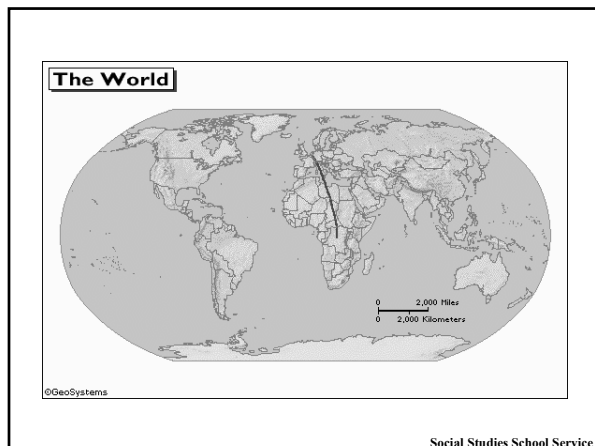 The World
0 2,000 Miles
0 2,000 Kilometers
©GeoSystems
Social Studies School Service